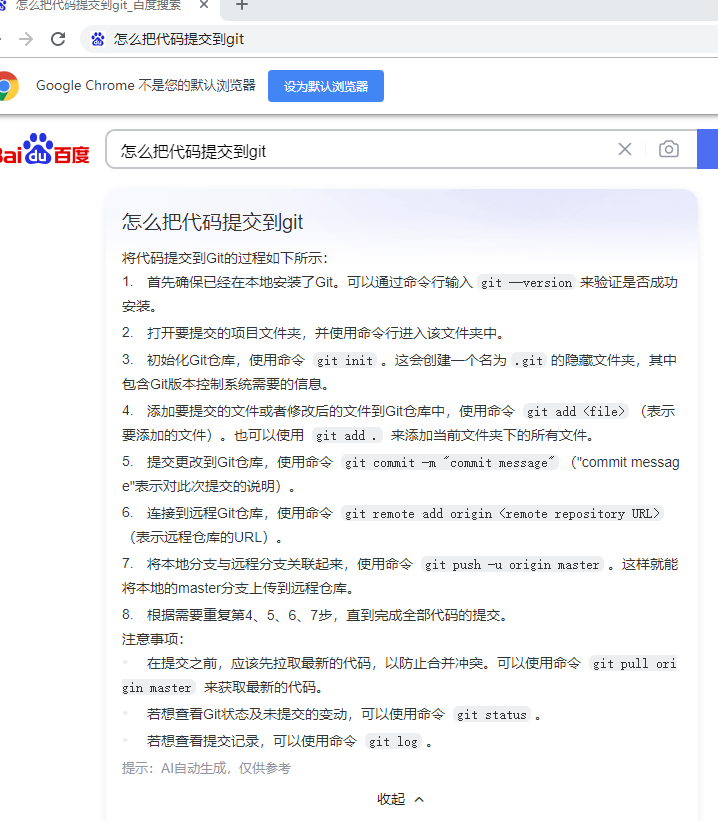 怎么把代码提交到git_百度搜索
怎么把代码提交到git
Google Chrome 不是您的默认浏览器 设为默认浏览器
Bai du 百度 怎么把代码提交到git
怎么把代码提交到git
将代码提交到Git的过程如下所示：
1. 首先确保已经在本地安装了Git。可以通过命令行输入 git —version 来验证是否成功
安装。
2. 打开要提交的项目文件夹，并使用命令行进入该文件夹中。
3. 初始化Git仓库，使用命令 git init 。这会创建一个名为 .git 的隐藏文件夹，其中
包含Git版本控制系统需要的信息。
4. 添加要提交的文件或者修改后的文件到Git仓库中，使用命令 git add <file> （表示
要添加的文件）。也可以使用 git add . 来添加当前文件夹下的所有文件。
5. 提交更改到Git仓库，使用命令 git commit -m "commit message" （"commit messag
e"表示对此次提交的说明）。
6. 连接到远程Git仓库，使用命令 git remote add origin <remote repository URL>
（表示远程仓库的URL）。
7. 将本地分支与远程分支关联起来，使用命令 git push -u origin master 。这样就能
将本地的master分支上传到远程仓库。
8. 根据需要重复第4、5、6、7步，直到完成全部代码的提交。
注意事项：
在提交之前，应该先拉取最新的代码，以防止合并冲突。可以使用命令 git pull ori
gin master 来获取最新的代码。
若想查看Git状态及未提交的变动，可以使用命令 git status 。
若想查看提交记录，可以使用命令 git log 。
提示：AI自动生成，仅供参考
收起